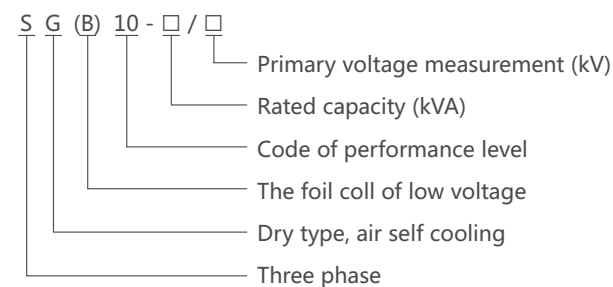 S G (B) 10 - □ / □
Primary voltage measurement (kV)
Rated capacity (kVA)
Code of performance level
The foil coll of low voltage
Dry type, air self cooling
Three phase